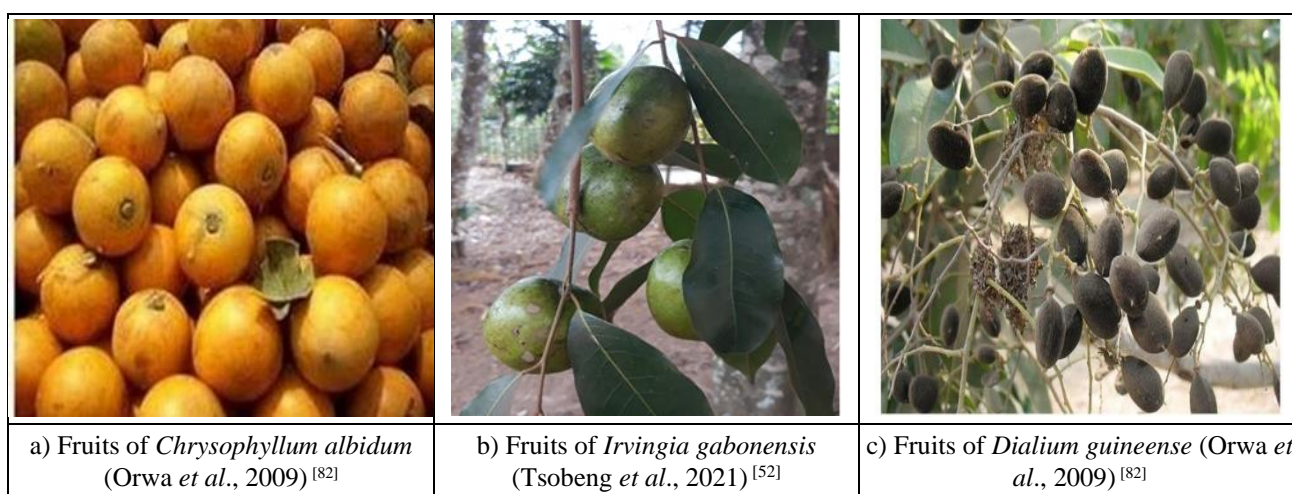 a) Fruits of Chrysophyllum albidum
(Orwa et al., 2009) [82]
b) Fruits of Irvingia gabonensis
(Tsobeng et al., 2021) [52]
c) Fruits of Dialium guineense (Orwa et
al., 2009) [82]